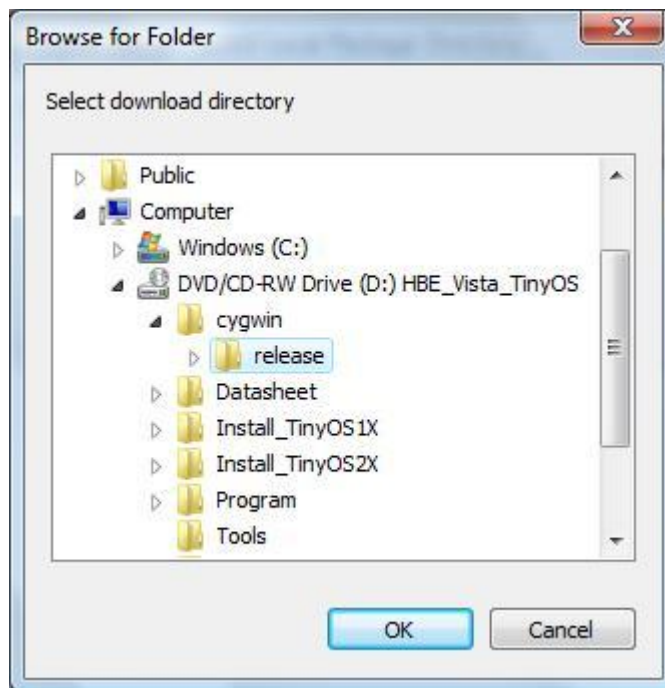 Browse for Folder
Select download directory
Public
Computer
Windows (C:)
DVD/CD-RW Drive (D:) HBE_Vista_TinyOS
cygwin
release
Datasheet
Install_TinyOS1X
Install_TinyOS2X
Program
Tools
OK Cancel